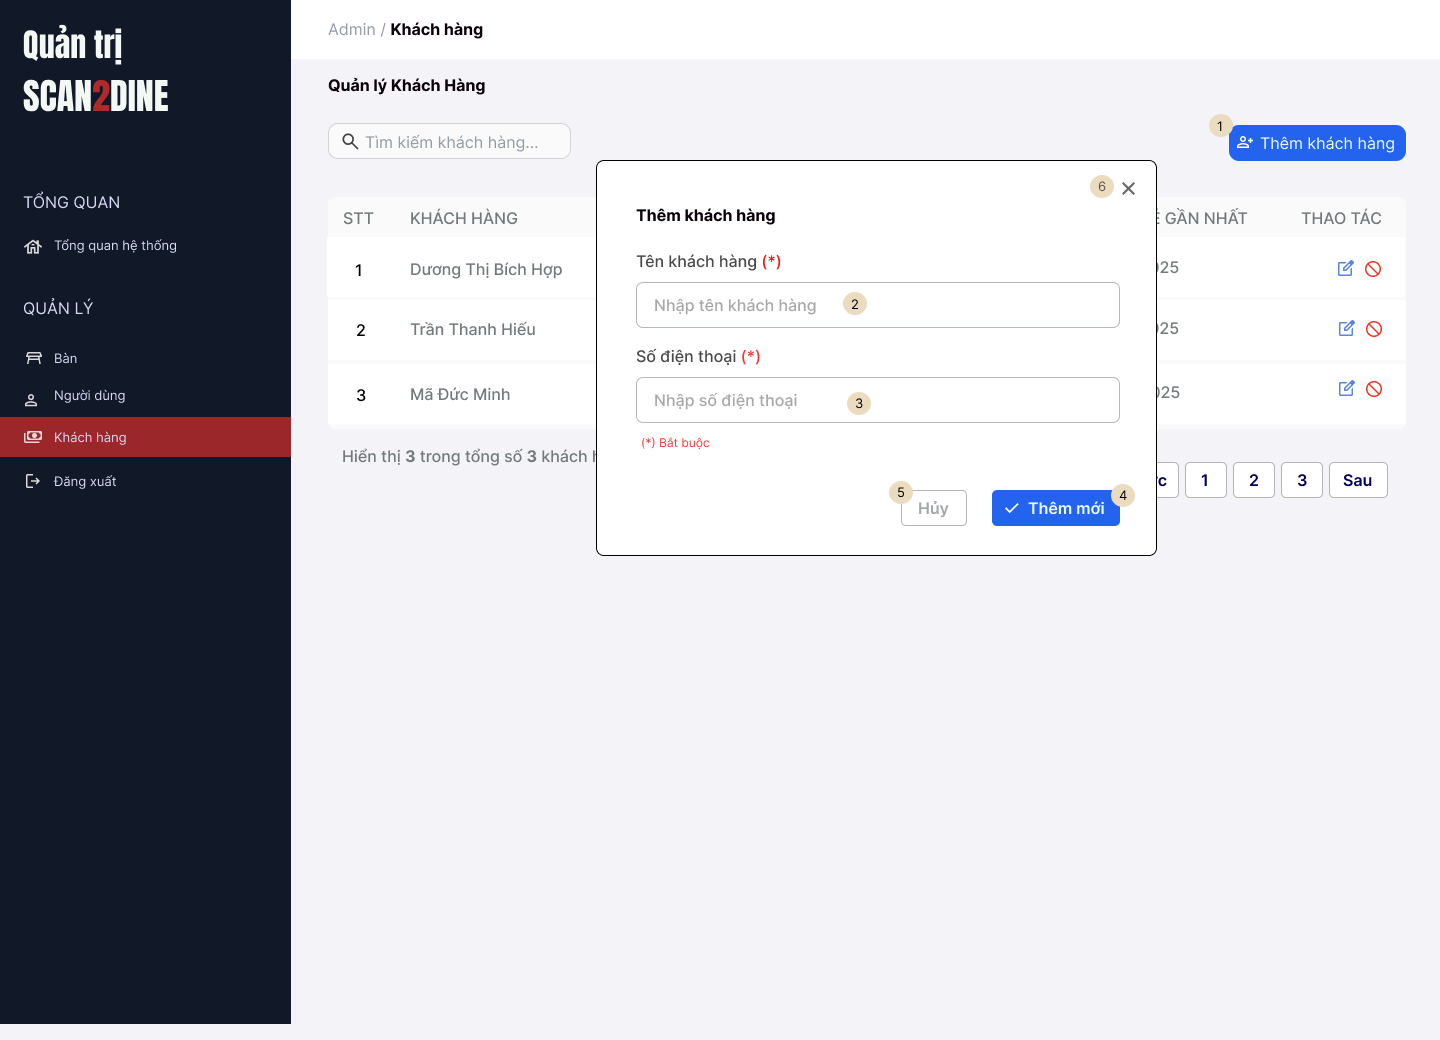 Quản trị
SCAN2DINE
TỔNG QUAN
Tổng quan hệ thống
QUẢN LÝ
Bàn
Người dùng
Khách hàng
Đăng xuất
Admin / Khách hàng
Quản lý Khách Hàng
Tìm kiếm khách hàng...
1
Thêm khách hàng
STT KHÁCH HÀNG GẦN NHẤT THAO TÁC
1 Dương Thị Bích Hợp 025
2 Trần Thanh Hiếu 025
3 Mã Đức Minh 025
Hiển thị 3 trong tổng số 3 khách
1 2 3 Sau
6
Thêm khách hàng
Tên khách hàng (*)
Nhập tên khách hàng 2
Số điện thoại (*)
Nhập số điện thoại 3
(*) Bắt buộc
5 Hủy
Thêm mới 4